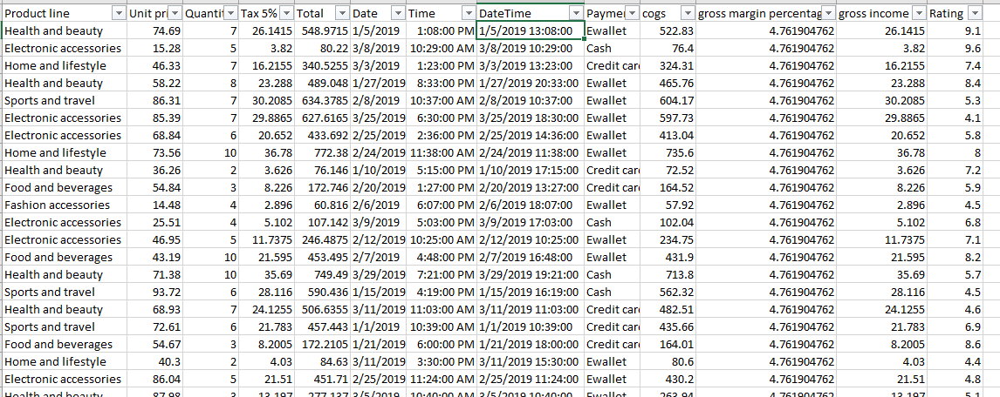 Product line Unit pri Quantit Tax 5% Total Date Time DateTime Paymei cogs gross margin percentag gross income Rating
Health and beauty 74.69 7 26.1415 548.9715 1/5/2019 1:08:00 PM 1/5/2019 13:08:00 Ewallet 522.83 4.761904762 26.1415 9.1
Electronic accessories 15.28 5 3.82 80.22 3/8/2019 10:29:00 AM 3/8/2019 10:29:00 Cash 76.4 4.761904762 3.82 9.6
Home and lifestyle 46.33 7 16.2155 340.5255 3/3/2019 1:23:00 PM 3/3/2019 13:23:00 Credit car 324.31 4.761904762 16.2155 7.4
Health and beauty 58.22 8 23.288 489.048 1/27/2019 8:33:00 PM 1/27/2019 20:33:00 Ewallet 465.76 4.761904762 23.288 8.4
Sports and travel 86.31 7 30.2085 634.3785 2/8/2019 10:37:00 AM 2/8/2019 10:37:00 Ewallet 604.17 4.761904762 30.2085 5.3
Electronic accessories 85.39 7 29.8865 627.6165 3/25/2019 6:30:00 PM 3/25/2019 18:30:00 Ewallet 597.73 4.761904762 29.8865 4.1
Electronic accessories 68.84 6 20.652 433.692 2/25/2019 2:36:00 PM 2/25/2019 14:36:00 Ewallet 413.04 4.761904762 20.652 5.8
Home and lifestyle 73.56 10 36.78 772.38 2/24/2019 11:38:00 AM 2/24/2019 11:38:00 Ewallet 735.6 4.761904762 36.78 8
Health and beauty 36.26 2 3.626 76.146 1/10/2019 5:15:00 PM 1/10/2019 17:15:00 Credit car 72.52 4.761904762 3.626 7.2
Food and beverages 54.84 3 8.226 172.746 2/20/2019 1:27:00 PM 2/20/2019 13:27:00 Credit car 164.52 4.761904762 8.226 5.9
Fashion accessories 14.48 4 2.896 60.816 2/6/2019 6:07:00 PM 2/6/2019 18:07:00 Ewallet 57.92 4.761904762 2.896 4.5
Electronic accessories 25.51 4 5.102 107.142 3/9/2019 5:03:00 PM 3/9/2019 17:03:00 Cash 102.04 4.761904762 5.102 6.8
Electronic accessories 46.95 5 11.7375 246.4875 2/12/2019 10:25:00 AM 2/12/2019 10:25:00 Ewallet 234.75 4.761904762 11.7375 7.1
Food and beverages 43.19 10 21.595 453.495 2/7/2019 4:48:00 PM 2/7/2019 16:48:00 Ewallet 431.9 4.761904762 21.595 8.2
Health and beauty 71.38 10 35.69 749.49 3/29/2019 7:21:00 PM 3/29/2019 19:21:00 Cash 713.8 4.761904762 35.69 5.7
Sports and travel 93.72 6 28.116 590.436 1/15/2019 4:19:00 PM 1/15/2019 16:19:00 Cash 562.32 4.761904762 28.116 4.5
Health and beauty 68.93 7 24.1255 506.6355 3/11/2019 11:03:00 AM 3/11/2019 11:03:00 Credit car 482.51 4.761904762 24.1255 4.6
Sports and travel 72.61 6 21.783 457.443 1/1/2019 10:39:00 AM 1/1/2019 10:39:00 Credit car 435.66 4.761904762 21.783 6.9
Food and beverages 54.67 3 8.2005 172.2105 1/21/2019 6:00:00 PM 1/21/2019 18:00:00 Credit car 164.01 4.761904762 8.2005 8.6
Home and lifestyle 40.3 2 4.03 84.63 3/11/2019 3:30:00 PM 3/11/2019 15:30:00 Ewallet 80.6 4.761904762 4.03 4.4
Electronic accessories 86.04 5 21.51 451.71 2/25/2019 11:24:00 AM 2/25/2019 11:24:00 Ewallet 430.2 4.761904762 21.51 4.8
Health and beauty 87.98 3 13.197 277.137 3/5/2019 10:40:00 AM 3/5/2019 10:40:00 Ewallet 263.94 4.761904762 13.197 5.1